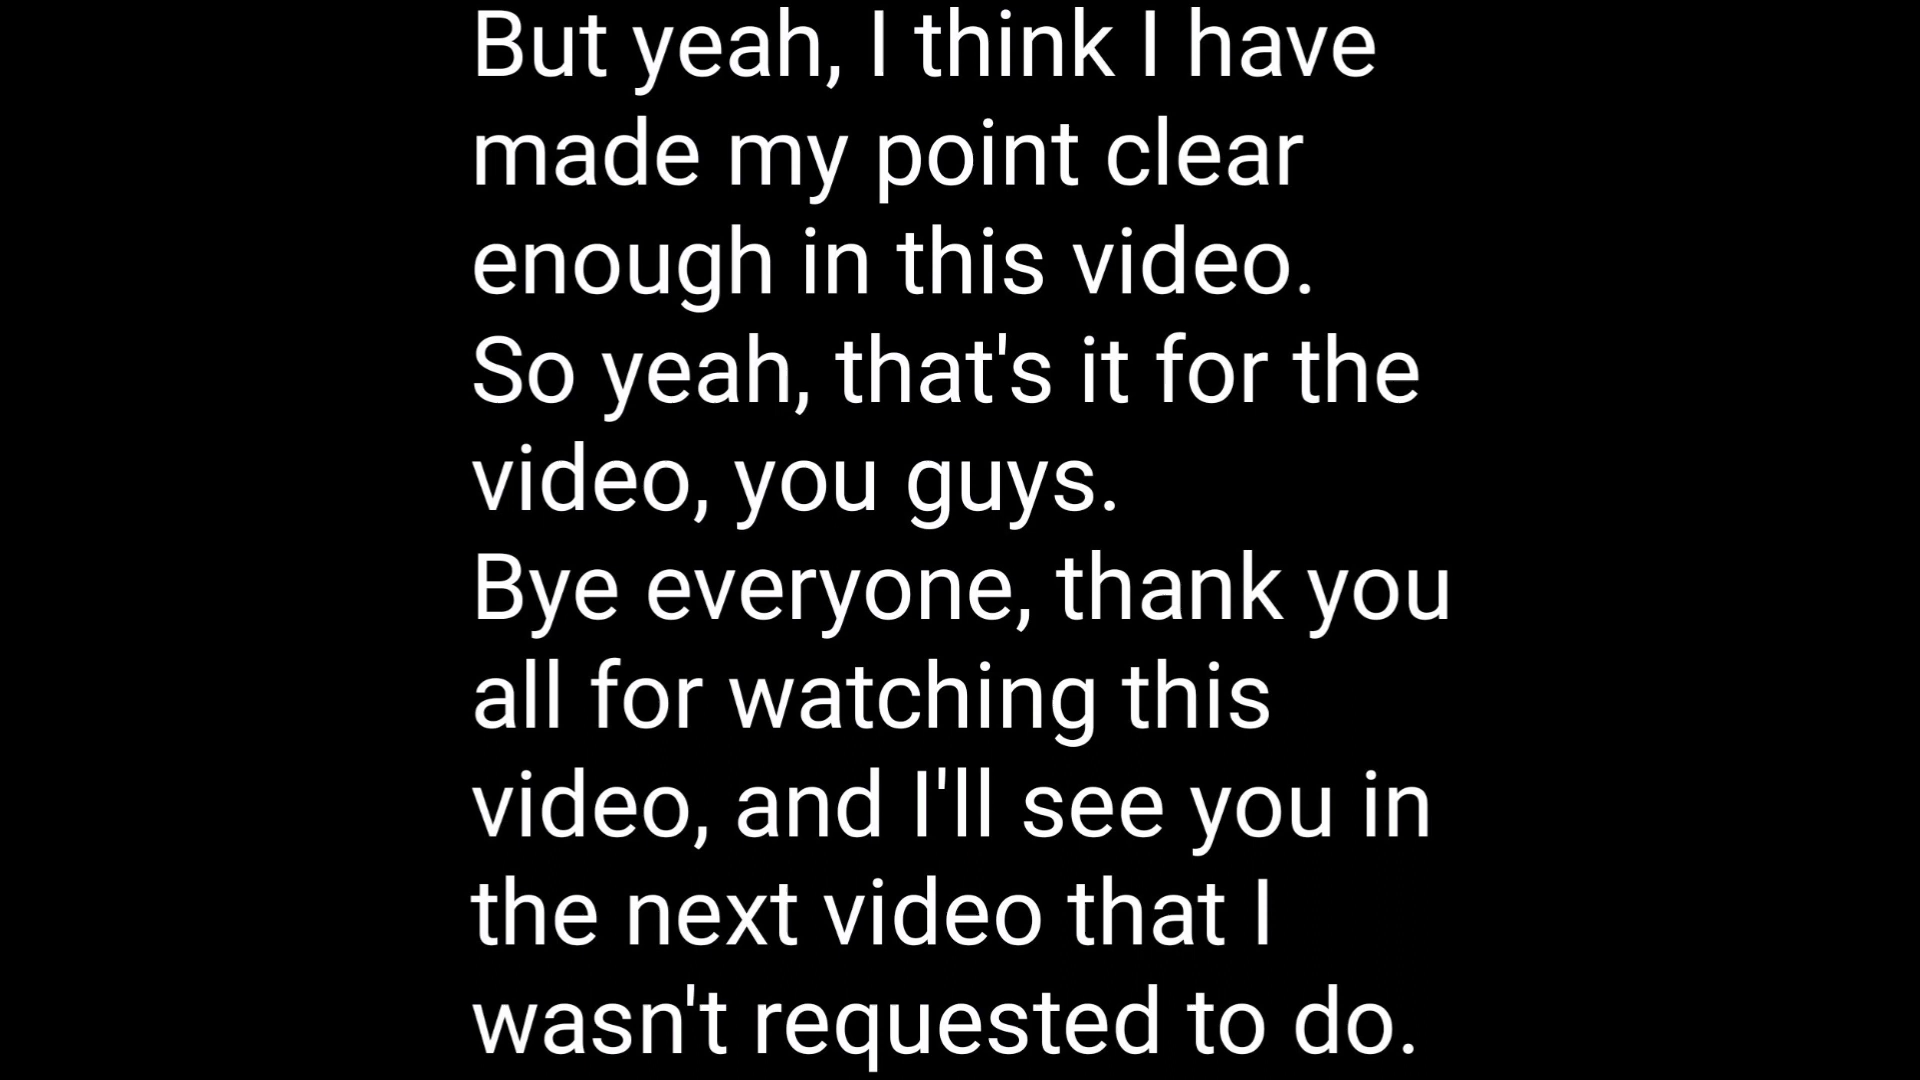 But yeah, I think I have
made my point clear
enough in this video.
So yeah, that's it for the
video, you guys.
Bye everyone, thank you
all for watching this
video, and I'll see you in
the next video that I
wasn't requested to do.